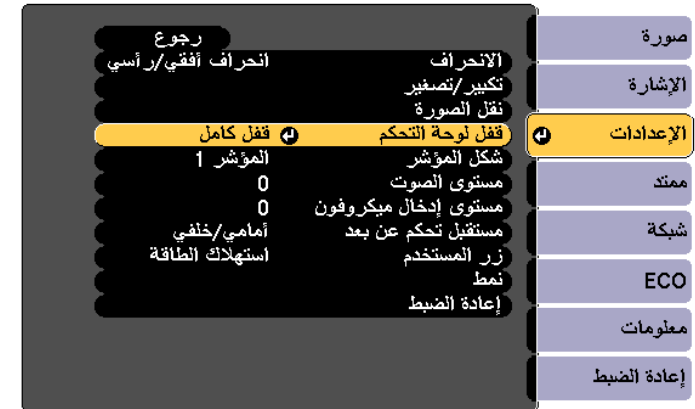 صورة
الإشارة
الإعدادات
ممتد
شبكة
ECO
معلومات
إعادة الضبط
رجوع
الانحراف انحراف أفقي/رأسي
تكبير/تصغير
نقل الصورة
قفل لوحة التحكم قفل كامل
شكل المؤشر المؤشر 1
مستوى الصوت 0
مستوى إدخال ميكروفون 0
مستقبل تحكم عن بعد أمامي/خلفي
زر المستخدم استهلاك الطاقة
نمط
إعادة الضبط